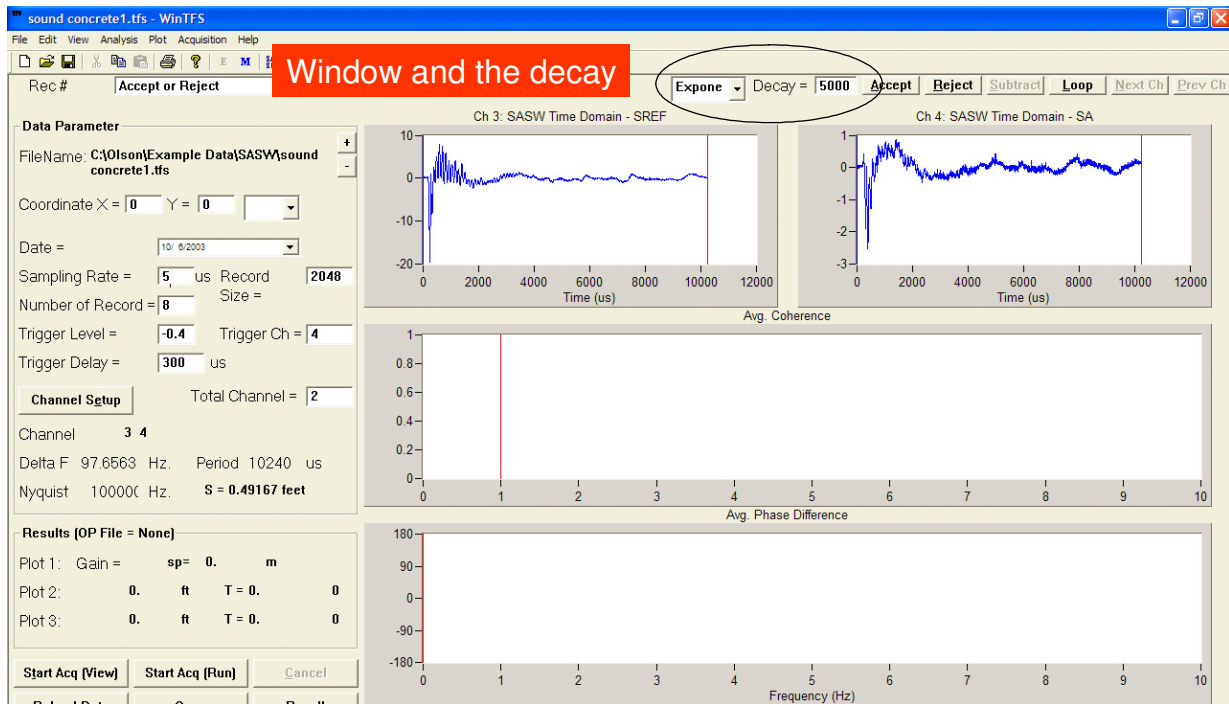 sound concrete1.tfs - WinTFS
File Edit View Analysis Plot Acquisition Help
E M
Window and the decay
Rec # Accept or Reject
Expone Decay = 5000 Accept Reject Subtract Loop Next Ch Prev Ch
Data Parameter
+
-
FileName: C:\Olson\Example Data\SASW\sound
concrete1.tfs
Coordinate X = 0 Y = 0
Date = 10/ 6/2003
Sampling Rate = 5 us Record 2048
Size =
Number of Record = 8
Trigger Level = -0.4 Trigger Ch = 4
Trigger Delay = 300 us
Channel Setup Total Channel = 2
Channel 3 4
Delta F 97.6563 Hz. Period 10240 us
Nyquist 10000( Hz. S = 0.49167 feet
Results (OP File = None)
Plot 1: Gain = sp= 0. m
Plot 2: 0. ft T = 0. 0
Plot 3: 0. ft T = 0. 0
Start Acq (View) Start Acq (Run) Cancel
Ch 3: SASW Time Domain - SREF
10
0
-10
-20
0 2000 4000 6000 8000 10000 12000
Time (us)
Ch 4: SASW Time Domain - SA
1
0
-1
-2
-3
0 2000 4000 6000 8000 10000 12000
Time (us)
Avg. Coherence
1
0.8
0.6
0.4
0.2
0
0 1 2 3 4 5 6 7 8 9 10
Avg. Phase Difference
180
90
0
-90
-180
0 1 2 3 4 5 6 7 8 9 10
Frequency (Hz)